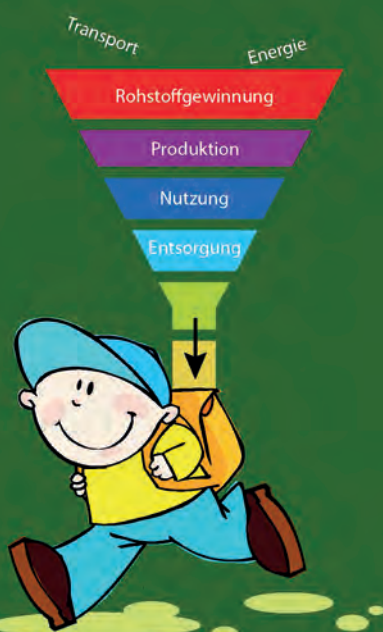 Transport
Energie
Rohstoffgewinnung
Produktion
Nutzung
Entsorgung